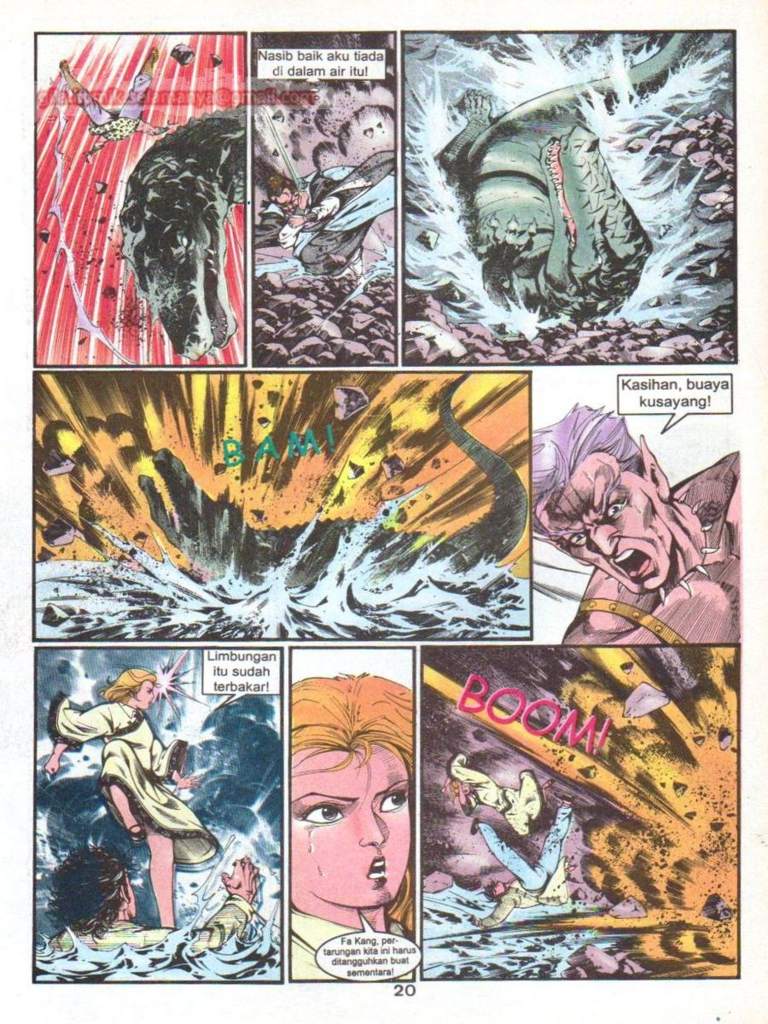 Nasib baik aku tiada
di dalam air itu!
BAM!
Kasihan, buaya
kusayang!
Limbungan
itu sudah
terbakar!
Fa Kang, per-
tarungan kita ini harus
ditangguhkan buat
sementara!
BOOM!
20